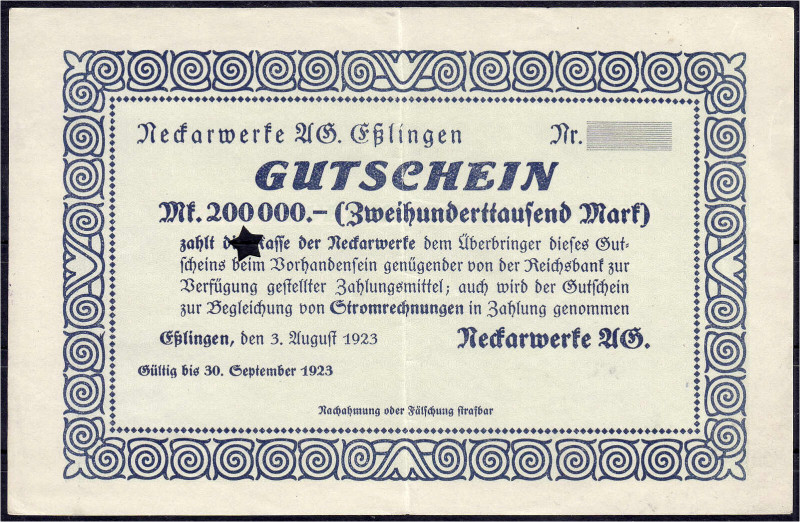 Neckarwerke AG. Eßlingen Nr.
GUTSCHEIN
Mk. 200000.– (Zweihunderttausend Mark)
zahlt die Kasse der Neckarwerke dem Überbringer dieses Gut-
scheins beim Vorhandensein genügender von der Reichsbank zur
Verfügung gestellter Zahlungsmittel; auch wird der Gutschein
zur Begleichung von Stromrechnungen in Zahlung genommen
Eßlingen, den 3. August 1923 Neckarwerke AG.
Gültig bis 30. September 1923
Nachahmung oder Fälschung strafbar